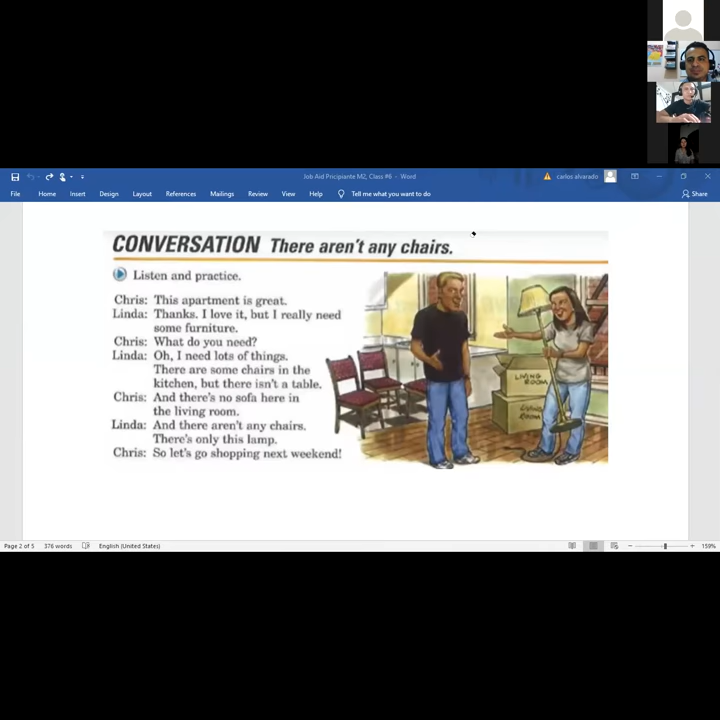 Job Aid Pricipiante M2, Class #6 - Word
carlos alvarado
File Home Insert Design Layout References Mailings Review View Help Tell me what you want to do Share
CONVERSATION There aren't any chairs.
Listen and practice.
Chris: This apartment is great.
Linda: Thanks. I love it, but I really need
some furniture.
Chris: What do you need?
Linda: Oh, I need lots of things.
There are some chairs in the
kitchen, but there isn't a table.
Chris: And there's no sofa here in
the living room.
Linda: And there aren't any chairs.
There's only this lamp.
Chris: So let's go shopping next weekend!
LIVING
ROOM
LIVING
ROOM
Page 2 of 5 376 words English (United States) 159%